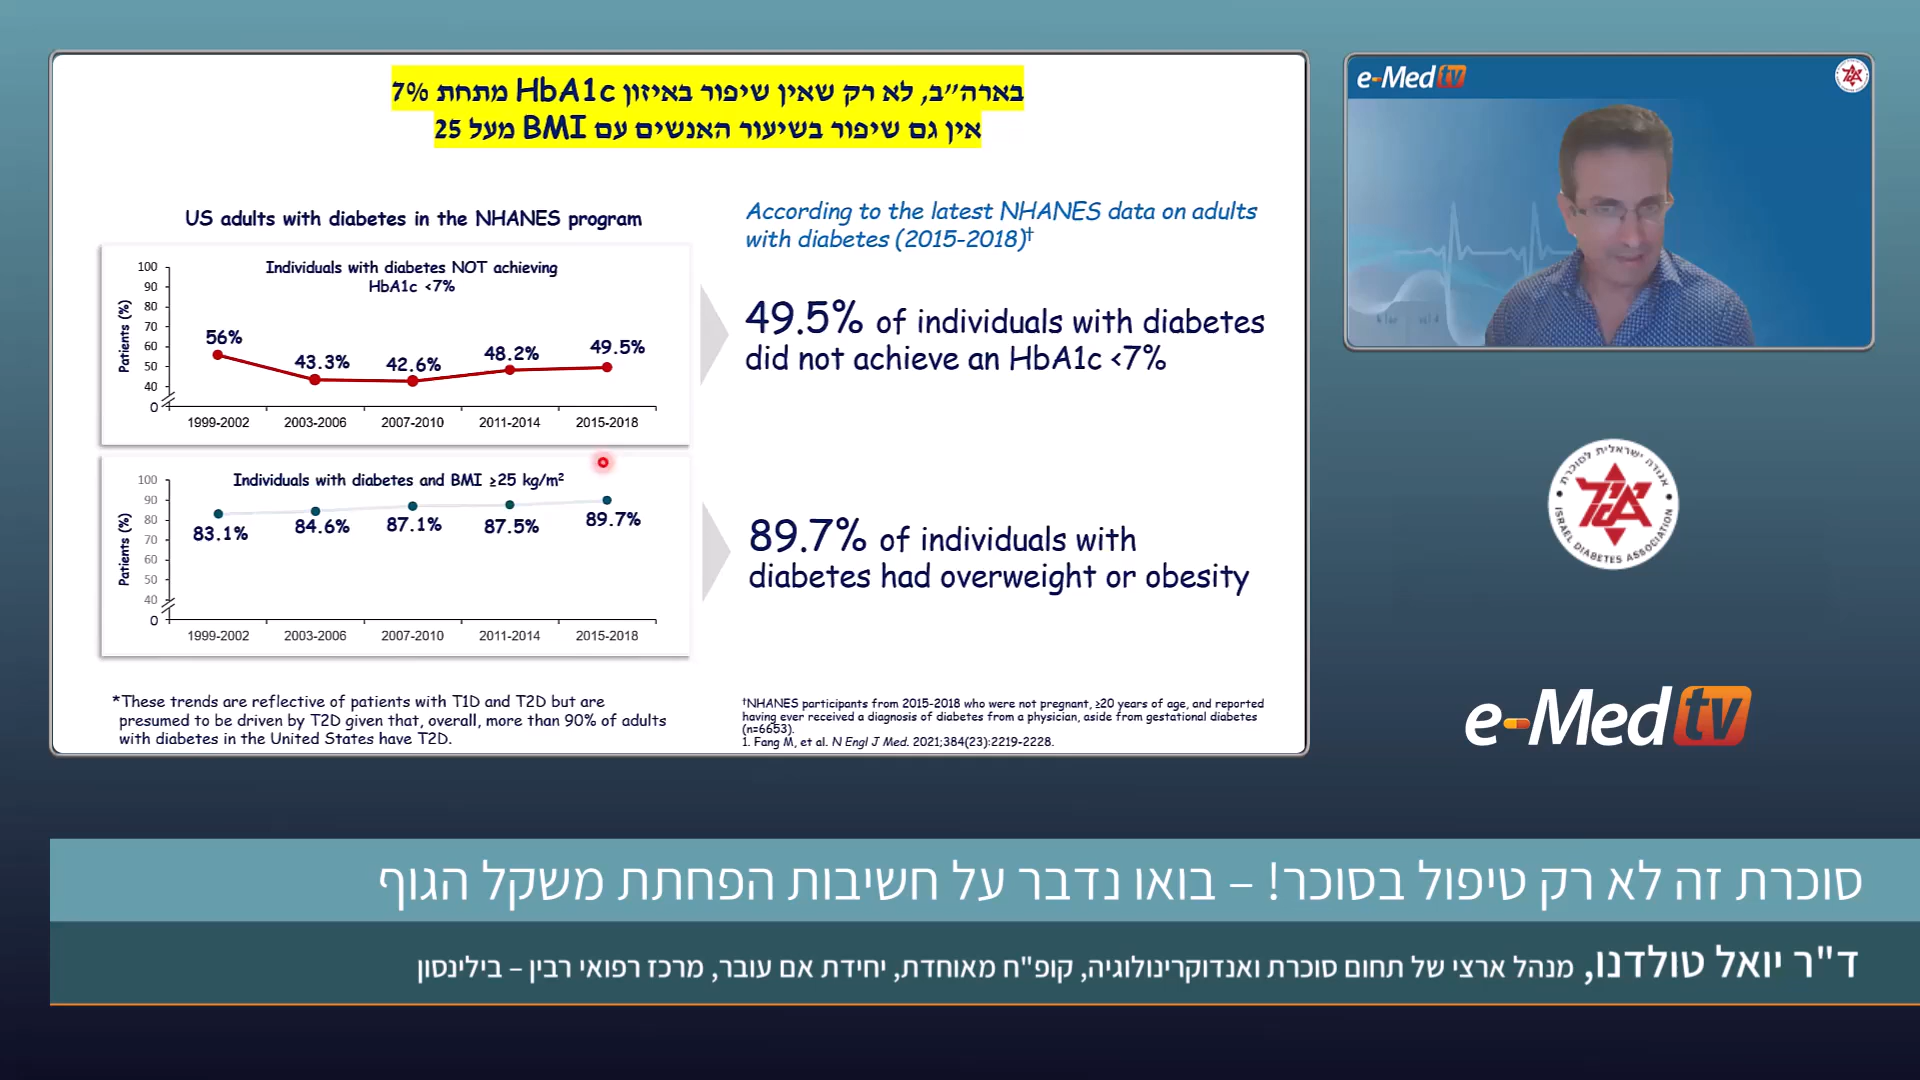 בארה״ב, לא רק שאין שיפור באיזון HbA1c מתחת 7%
אין גם שיפור בשיעור האנשים עם BMI מעל 25
US adults with diabetes in the NHANES program
Individuals with diabetes NOT achieving
HbA1c <7%
Patients (%)
100
90
80
70
60
50
40
0
56%
43.3%
42.6%
48.2%
49.5%
1999-2002
2003-2006
2007-2010
2011-2014
2015-2018
Individuals with diabetes and BMI ≥25 kg/m²
Patients (%)
100
90
80
70
60
50
40
0
83.1%
84.6%
87.1%
87.5%
89.7%
1999-2002
2003-2006
2007-2010
2011-2014
2015-2018
*These trends are reflective of patients with T1D and T2D but are
presumed to be driven by T2D given that, overall, more than 90% of adults
with diabetes in the United States have T2D.
According to the latest NHANES data on adults
with diabetes (2015-2018)†
49.5% of individuals with diabetes
did not achieve an HbA1c <7%
89.7% of individuals with
diabetes had overweight or obesity
†NHANES participants from 2015-2018 who were not pregnant, ≥20 years of age, and reported
having ever received a diagnosis of diabetes from a physician, aside from gestational diabetes
(n=6653).
1. Fang M, et al. N Engl J Med. 2021;384(23):2219-2228.
e-Med tv
אגודה ישראלית לסוכרת
ISRAEL DIABETES ASSOCIATION
e-Med tv
סוכרת זה לא רק טיפול בסוכר! – בואו נדבר על חשיבות הפחתת משקל הגוף
ד"ר יואל טולדנו, מנהל ארצי של תחום סוכרת ואנדוקרינולוגיה, קופ"ח מאוחדת, יחידת אם עובר, מרכז רפואי רבין – בילינסון